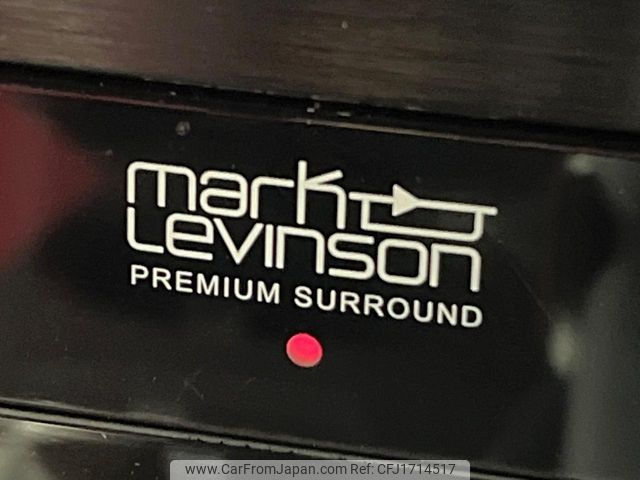 mark
Levinson
PREMIUM SURROUND
www.CarFromJapan.com Ref: CFJ1714517